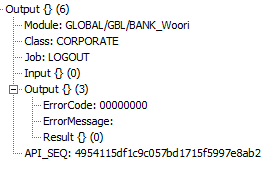 Output {} (6)
Module: GLOBAL/GBL/BANK_Woori
Class: CORPORATE
Job: LOGOUT
Input {} (0)
Output {} (3)
ErrorCode: 00000000
ErrorMessage:
Result {} (0)
API_SEQ: 4954115df1c9c057bd1715f5997e8ab2